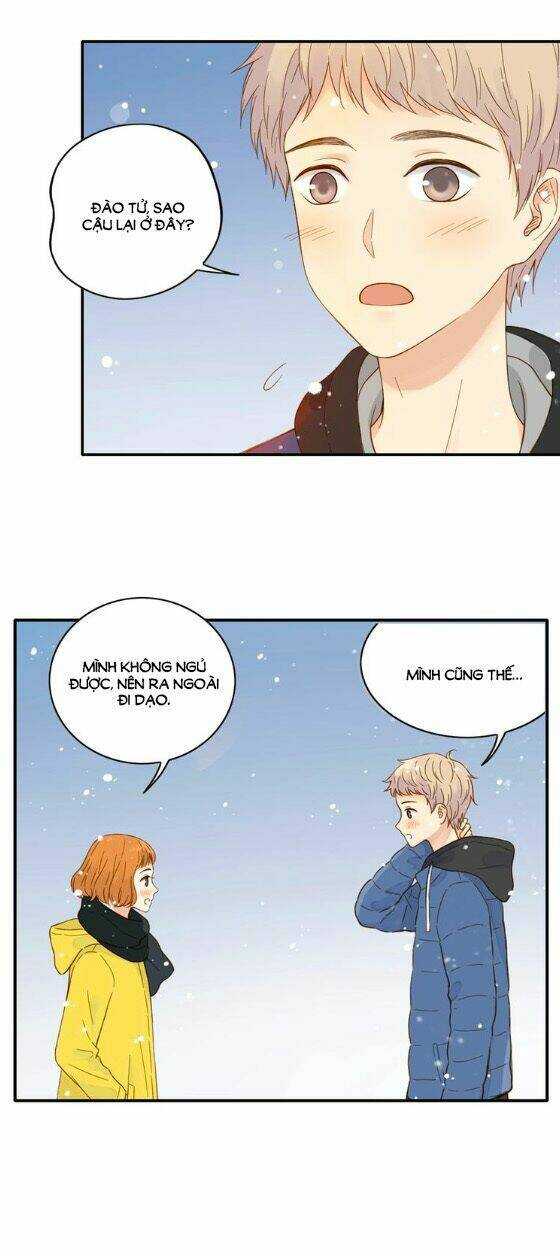 ĐÀO TỬ, SAO
CẬU LẠI Ở ĐÂY?
MÌNH KHÔNG NGỦ
ĐƯỢC, NÊN RA NGOÀI
ĐI DẠO.
MÌNH CŨNG THẾ...